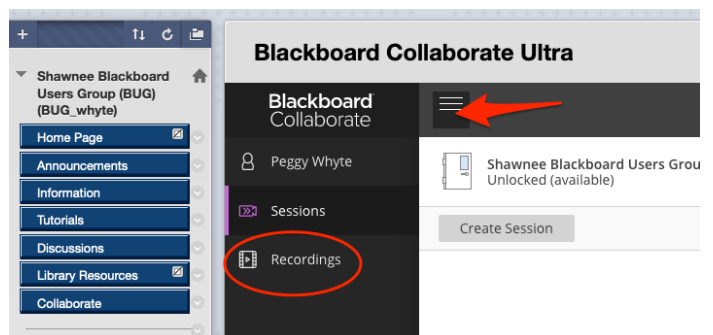 Shawnee Blackboard
Users Group (BUG)
(BUG_whyte)
Home Page
Announcements
Information
Tutorials
Discussions
Library Resources
Collaborate
Blackboard Collaborate Ultra
Blackboard
Collaborate
Peggy Whyte
Sessions
Recordings
Shawnee Blackboard Users Grou
Unlocked (available)
Create Session